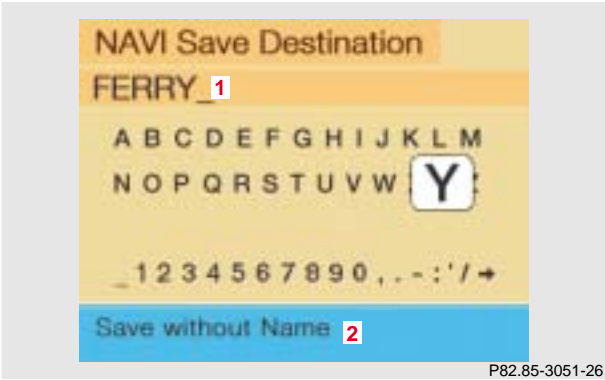 NAVI Save Destination
FERRY_ 1
A B C D E F G H I J K L M
N O P Q R S T U V W Y
_ 1 2 3 4 5 6 7 8 9 0 , . - : ' / →
Save without Name 2
P82.85-3051-26